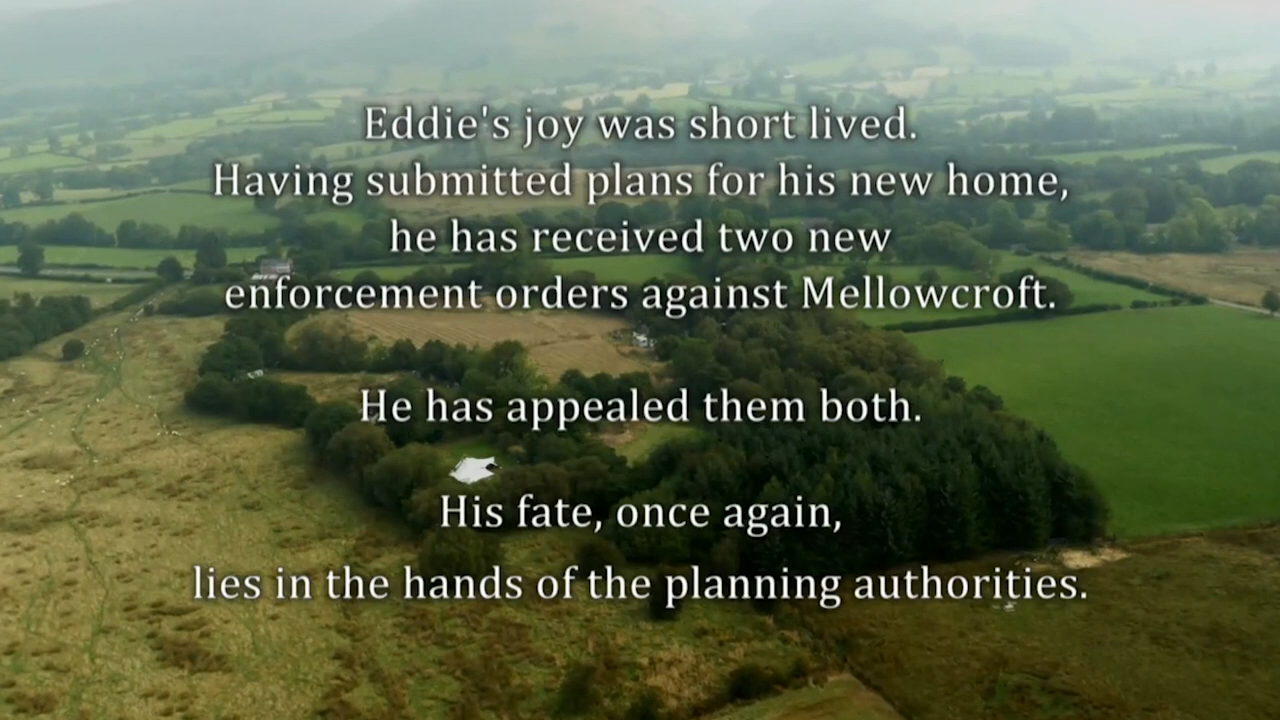 Eddie's joy was short lived.
Having submitted plans for his new home,
he has received two new
enforcement orders against Mellowcroft.
He has appealed them both.
His fate, once again,
lies in the hands of the planning authorities.